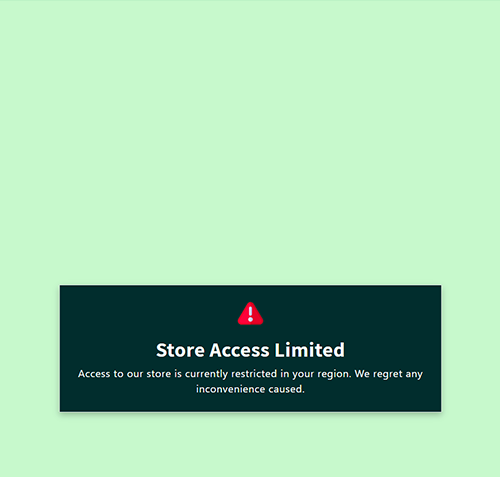 Store Access Limited
Access to our store is currently restricted in your region. We regret any
inconvenience caused.